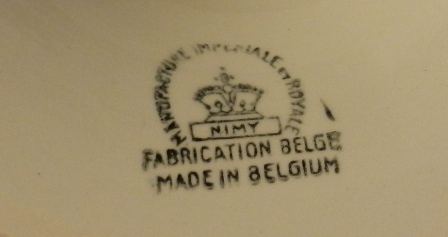 MANUFACTURE IMPERIALE ET ROYALE
NIMY
FABRICATION BELGE
MADE IN BELGIUM